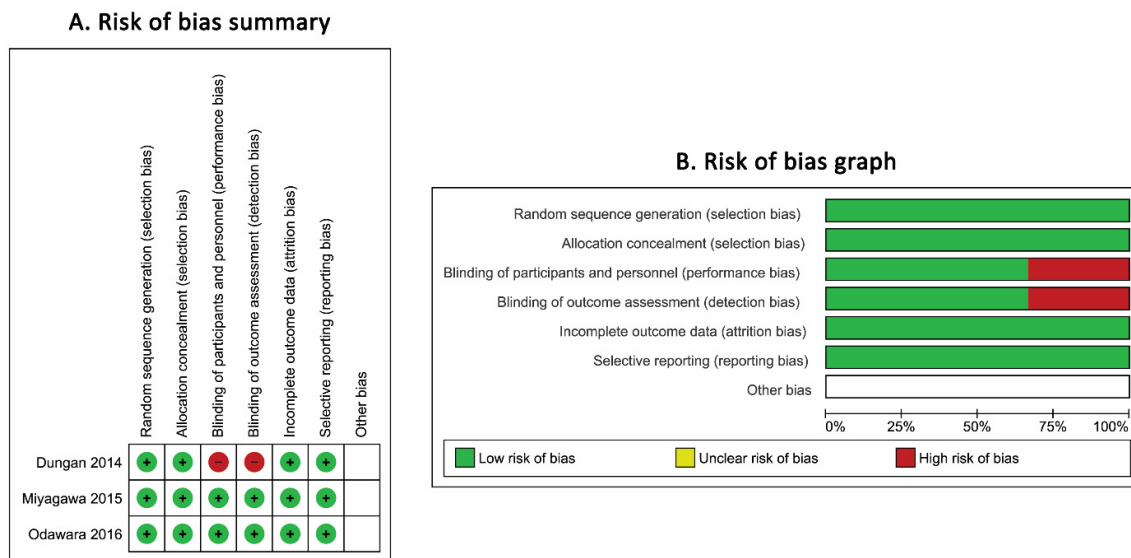 A. Risk of bias summary
Random sequence generation (selection bias)
Allocation concealment (selection bias)
Blinding of participants and personnel (performance bias)
Blinding of outcome assessment (detection bias)
Incomplete outcome data (attrition bias)
Selective reporting (reporting bias)
Other bias
Dungan 2014 + + – – + +
Miyagawa 2015 + + + + + +
Odawara 2016 + + + + + +
B. Risk of bias graph
Random sequence generation (selection bias)
Allocation concealment (selection bias)
Blinding of participants and personnel (performance bias)
Blinding of outcome assessment (detection bias)
Incomplete outcome data (attrition bias)
Selective reporting (reporting bias)
Other bias
0% 25% 50% 75% 100%
Low risk of bias Unclear risk of bias High risk of bias